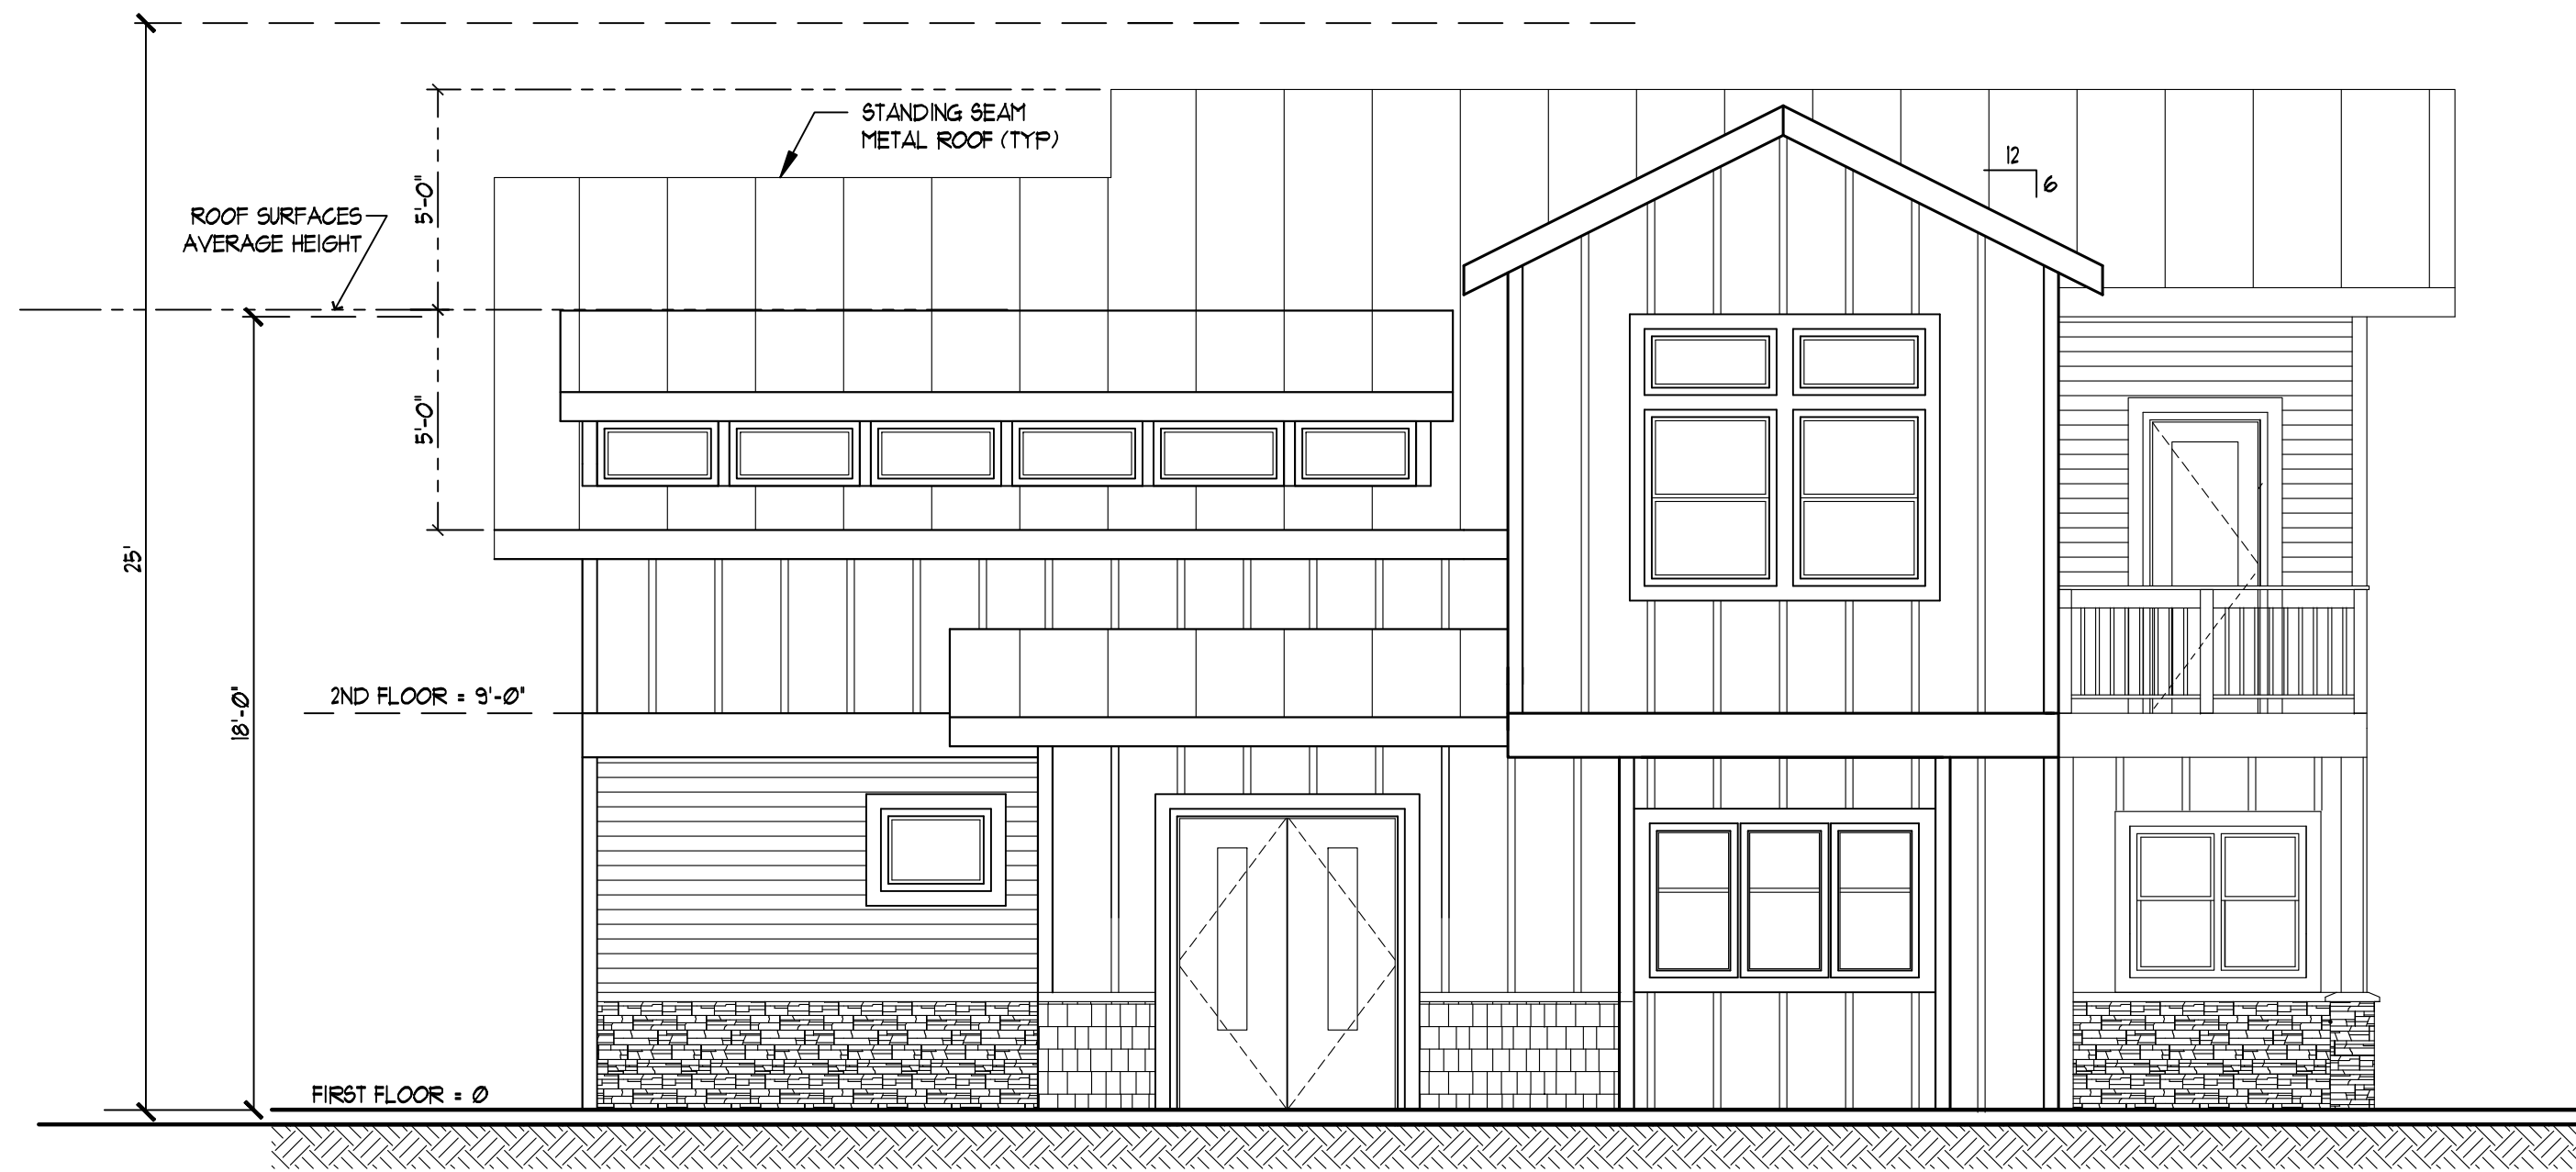 STANDING SEAM
METAL ROOF (TYP)
12
6
5'-0"
ROOF SURFACES
AVERAGE HEIGHT
5'-0"
25'
2ND FLOOR = 9'-0"
18'-0"
FIRST FLOOR = 0